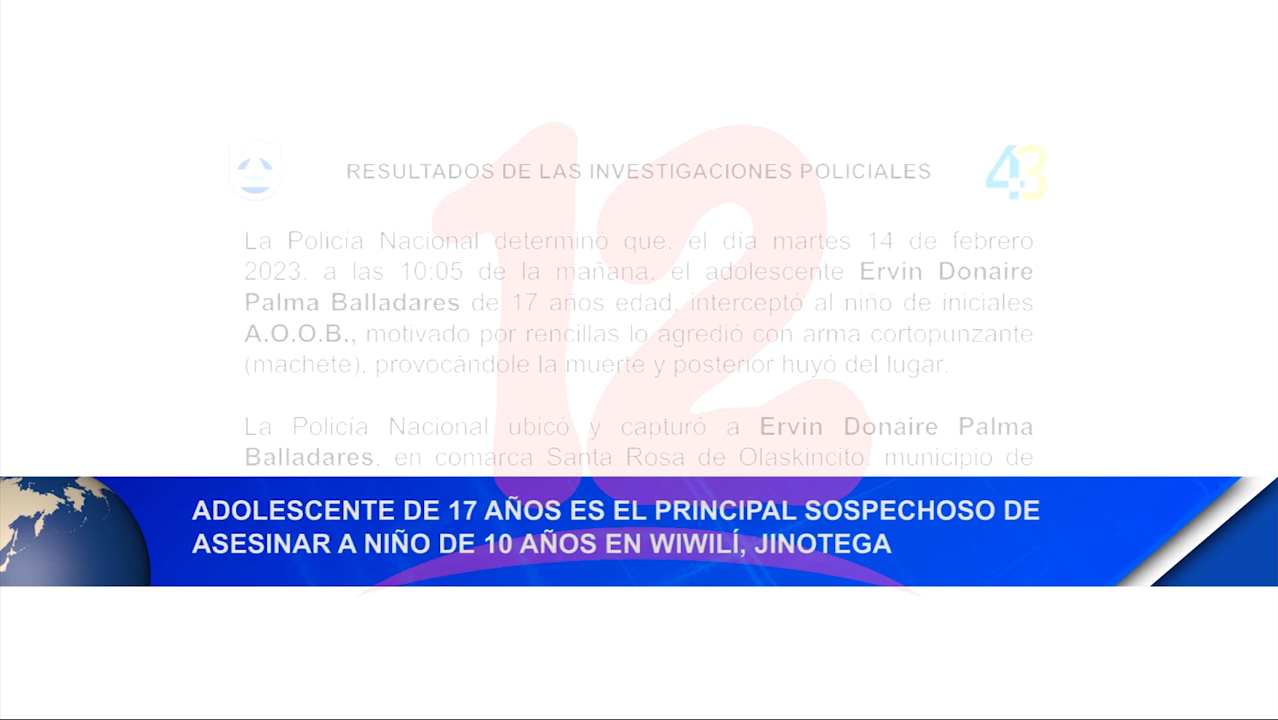 12
43
RESULTADOS DE LAS INVESTIGACIONES POLICIALES
La Policía Nacional determinó que, el día martes 14 de febrero
2023, a las 10:05 de la mañana, el adolescente Ervin Donaire
Palma Balladares de 17 años edad, interceptó al niño de iniciales
A.O.O.B., motivado por rencillas lo agredió con arma cortopunzante
(machete), provocándole la muerte y posterior huyó del lugar.
La Policía Nacional ubicó y capturó a Ervin Donaire Palma
Balladares, en comarca Santa Rosa de Olaskincito, municipio de
ADOLESCENTE DE 17 AÑOS ES EL PRINCIPAL SOSPECHOSO DE
ASESINAR A NIÑO DE 10 AÑOS EN WIWILÍ, JINOTEGA